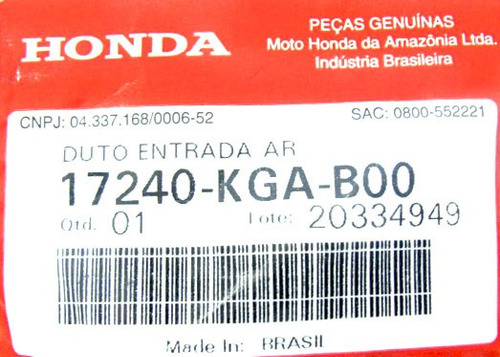 HONDA
PEÇAS GENUÍNAS
Moto Honda da Amazônia Ltda.
Indústria Brasileira
CNPJ: 04.337.168/0006-52
SAC: 0800-552221
DUTO ENTRADA AR
17240-KGA-B00
Qtd. 01
Lote: 20334949
Made In: BRASIL